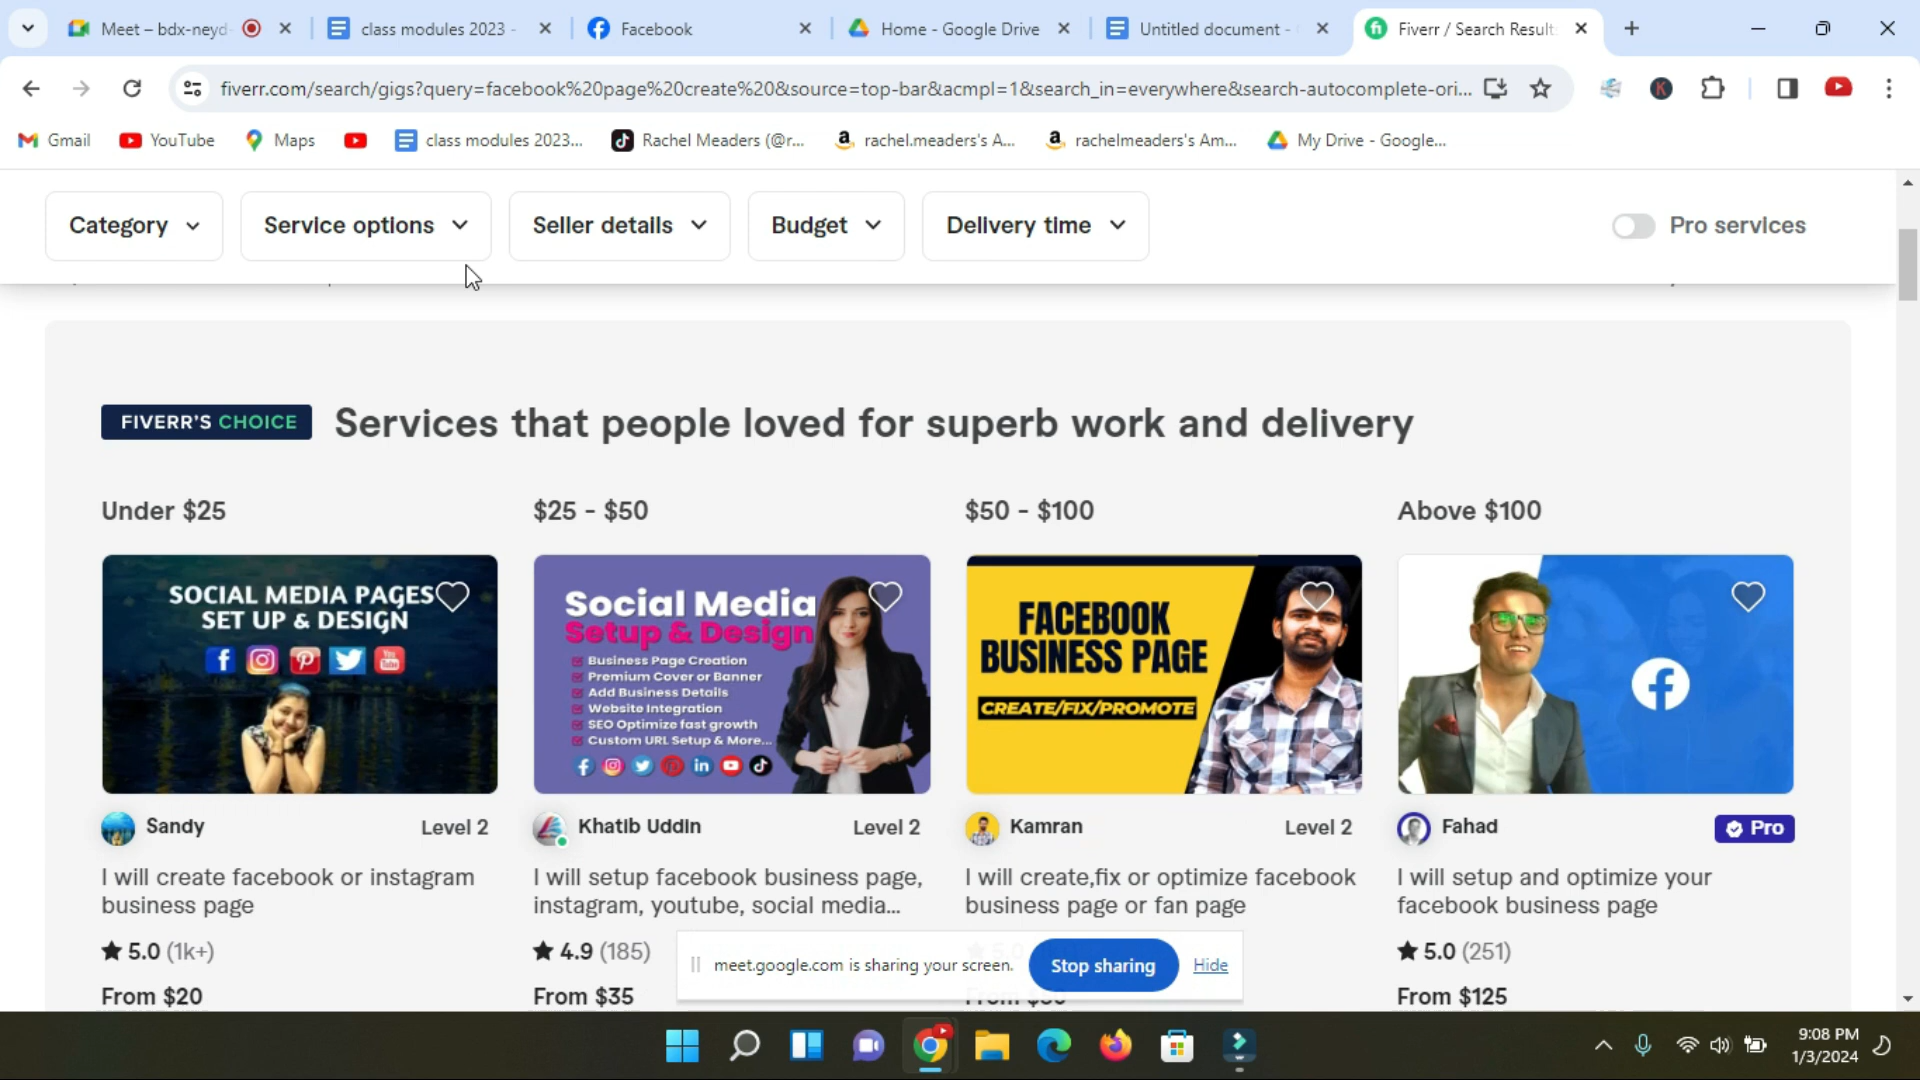 Meet – bdx-neyd
class modules 2023 -
Facebook
Home - Google Drive
Untitled document -
Fiverr / Search Result
fiverr.com/search/gigs?query=facebook%20page%20create%20&source=top-bar&acmpl=1&search_in=everywhere&search-autocomplete-ori...
Gmail
YouTube
Maps
class modules 2023...
Rachel Meaders (@r...
rachel.meaders's A...
rachelmeaders's Am...
My Drive - Google...
Category
Service options
Seller details
Budget
Delivery time
Pro services
FIVERR'S CHOICE
Services that people loved for superb work and delivery
Under $25
$25 - $50
$50 - $100
Above $100
SOCIAL MEDIA PAGES
SET UP & DESIGN
Social Media
Setup & Design
Business Page Creation
Premium Cover or Banner
Add Business Details
Website Integration
SEO Optimize fast growth
Custom URL Setup & More...
FACEBOOK
BUSINESS PAGE
CREATE/FIX/PROMOTE
Sandy
Level 2
Khatib Uddin
Level 2
Kamran
Level 2
Fahad
Pro
I will create facebook or instagram
business page
I will setup facebook business page,
instagram, youtube, social media...
I will create,fix or optimize facebook
business page or fan page
I will setup and optimize your
facebook business page
5.0 (1k+)
4.9 (185)
5.0 (251)
From $20
From $35
From $125
meet.google.com is sharing your screen.
Stop sharing
Hide
9:08 PM
1/3/2024